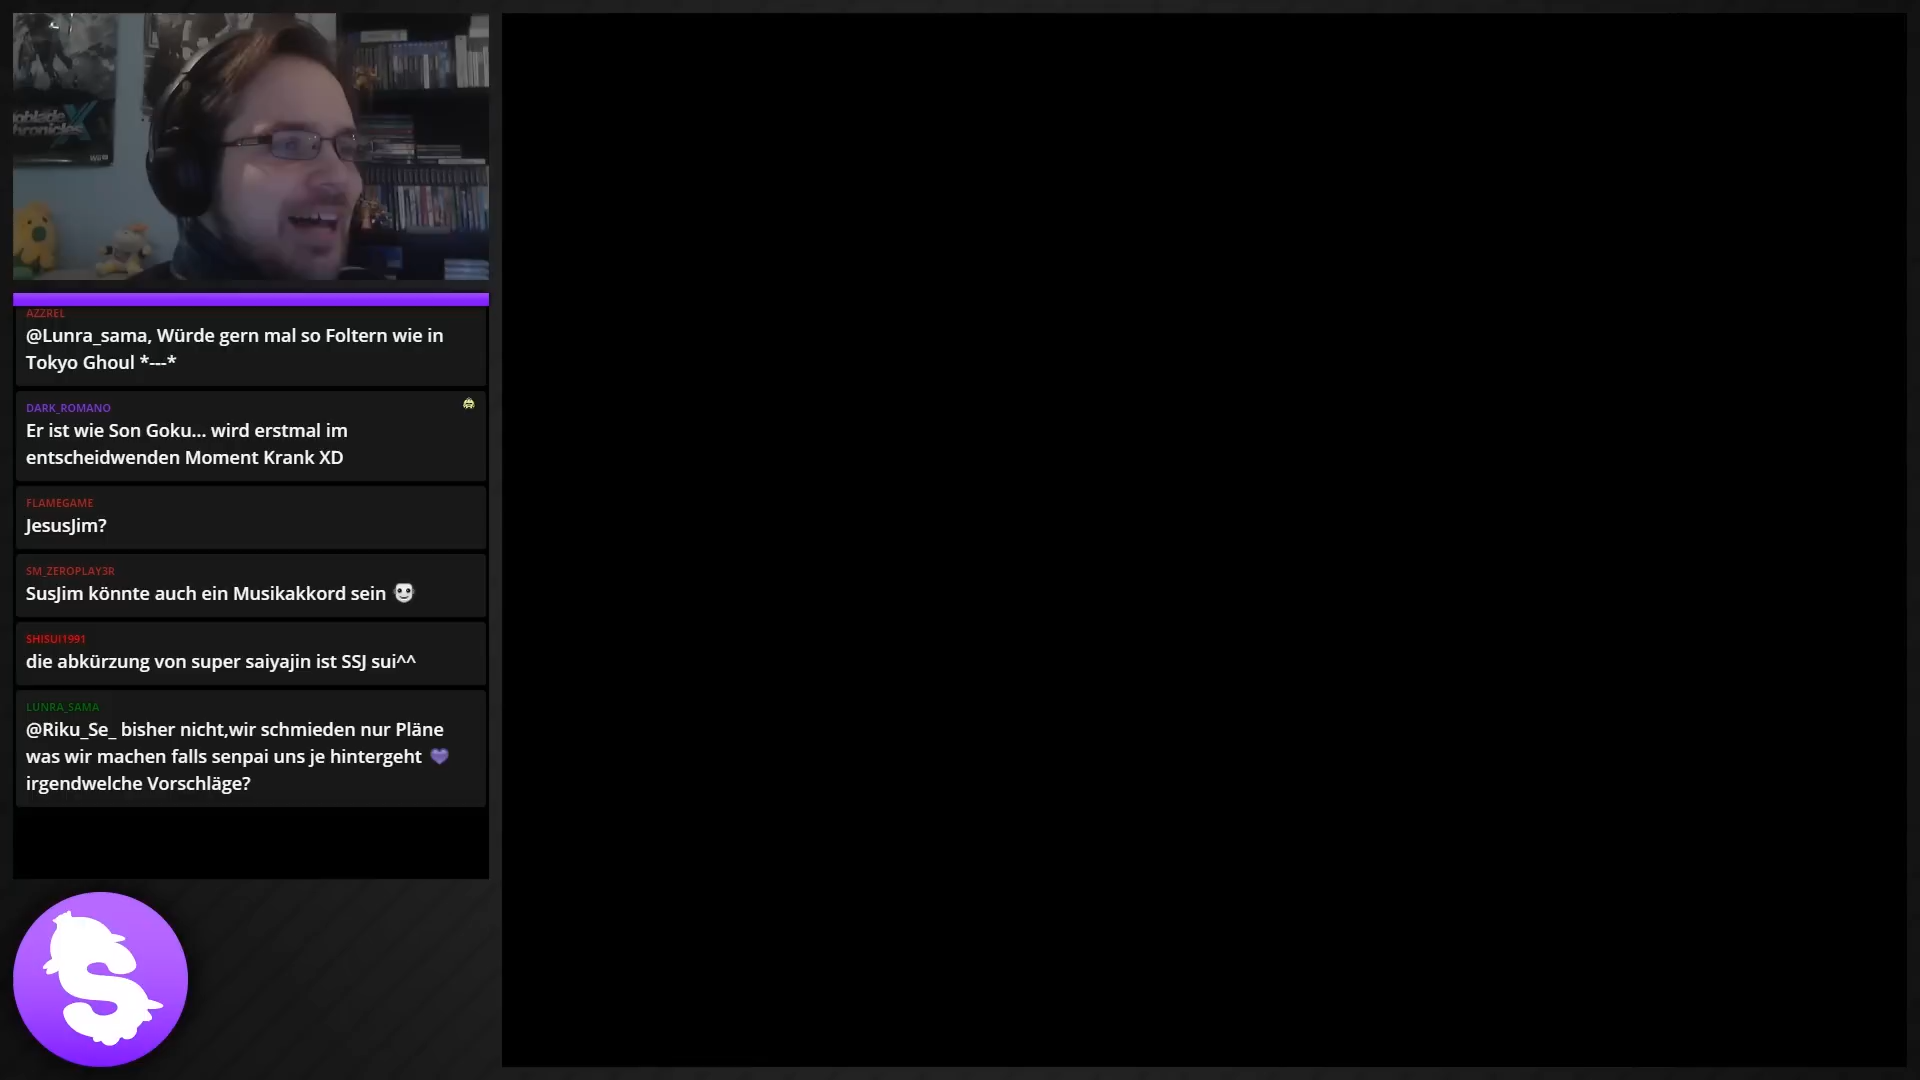 oblade
hronicles X
Wii U
AZZREL
@Lunra_sama, Würde gern mal so Foltern wie in
Tokyo Ghoul *---*
DARK_ROMANO
Er ist wie Son Goku... wird erstmal im
entscheidwenden Moment Krank XD
FLAMEGAME
JesusJim?
SM_ZEROPLAY3R
SusJim könnte auch ein Musikakkord sein
SHISUI1991
die abkürzung von super saiyajin ist SSJ sui^^
LUNRA_SAMA
@Riku_Se_ bisher nicht,wir schmieden nur Pläne
was wir machen falls senpai uns je hintergeht 💜
irgendwelche Vorschläge?
S